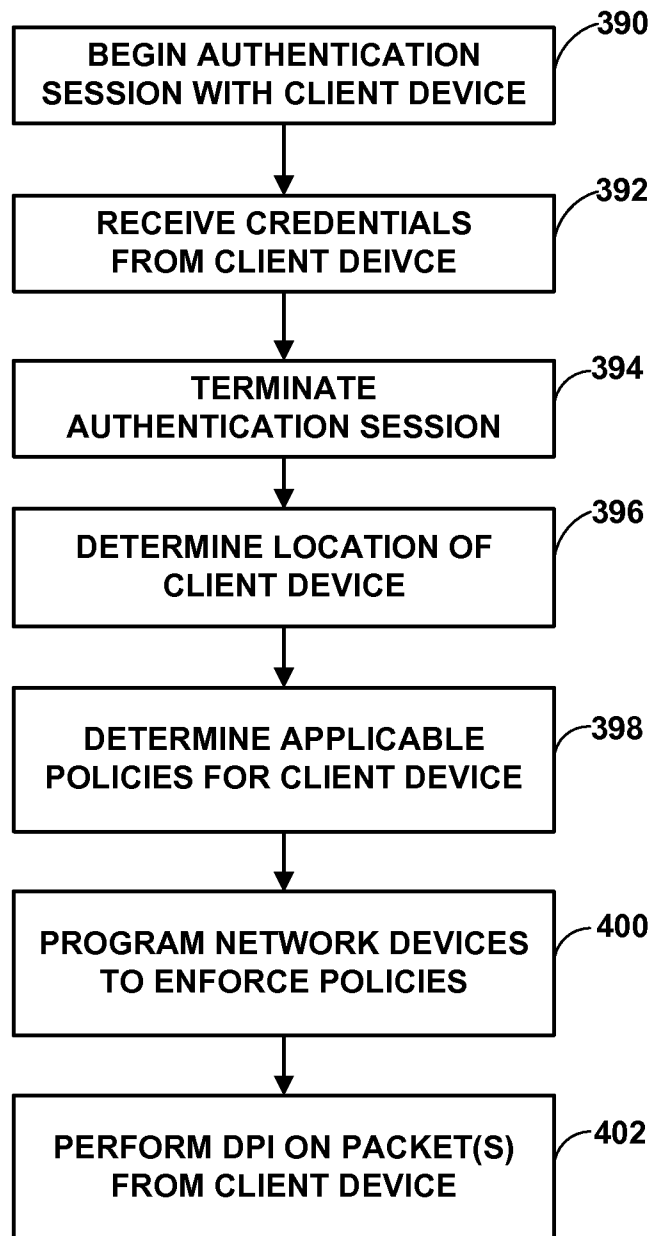 390
BEGIN AUTHENTICATION
SESSION WITH CLIENT DEVICE
392
RECEIVE CREDENTIALS
FROM CLIENT DEIVCE
394
TERMINATE
AUTHENTICATION SESSION
396
DETERMINE LOCATION OF
CLIENT DEVICE
398
DETERMINE APPLICABLE
POLICIES FOR CLIENT DEVICE
400
PROGRAM NETWORK DEVICES
TO ENFORCE POLICIES
402
PERFORM DPI ON PACKET(S)
FROM CLIENT DEVICE